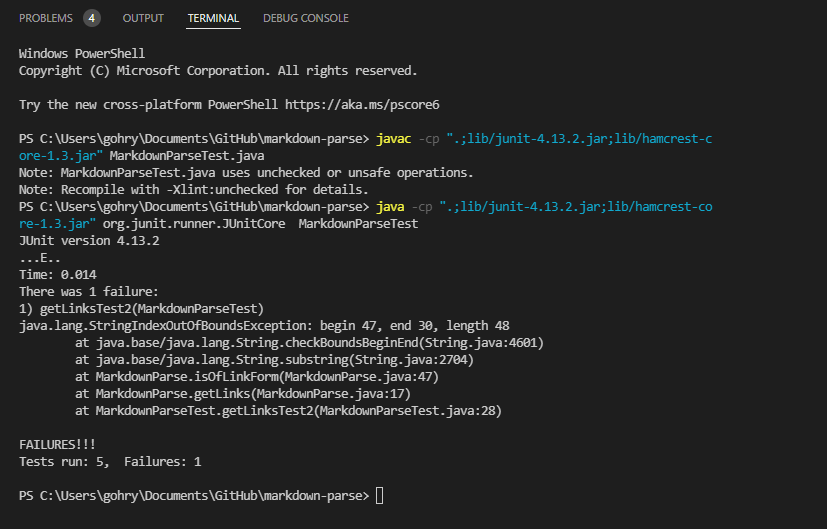 PROBLEMS 4 OUTPUT TERMINAL DEBUG CONSOLE
Windows PowerShell
Copyright (C) Microsoft Corporation. All rights reserved.
Try the new cross-platform PowerShell https://aka.ms/pscore6
PS C:\Users\gohry\Documents\GitHub\markdown-parse> javac -cp ".;lib/junit-4.13.2.jar;lib/hamcrest-c
ore-1.3.jar" MarkdownParseTest.java
Note: MarkdownParseTest.java uses unchecked or unsafe operations.
Note: Recompile with -Xlint:unchecked for details.
PS C:\Users\gohry\Documents\GitHub\markdown-parse> java -cp ".;lib/junit-4.13.2.jar;lib/hamcrest-co
re-1.3.jar" org.junit.runner.JUnitCore  MarkdownParseTest
JUnit version 4.13.2
...E..
Time: 0.014
There was 1 failure:
1) getLinksTest2(MarkdownParseTest)
java.lang.StringIndexOutOfBoundsException: begin 47, end 30, length 48
        at java.base/java.lang.String.checkBoundsBeginEnd(String.java:4601)
        at java.base/java.lang.String.substring(String.java:2704)
        at MarkdownParse.isOfLinkForm(MarkdownParse.java:47)
        at MarkdownParse.getLinks(MarkdownParse.java:17)
        at MarkdownParseTest.getLinksTest2(MarkdownParseTest.java:28)
FAILURES!!!
Tests run: 5,  Failures: 1
PS C:\Users\gohry\Documents\GitHub\markdown-parse>